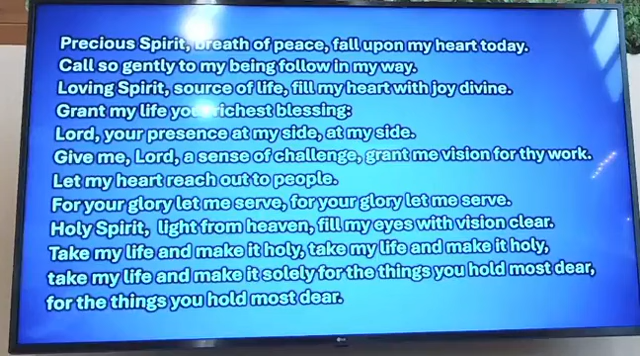 Precious Spirit, breath of peace, fall upon my heart today.
Call so gently to my being follow in my way.
Loving Spirit, source of life, fill my heart with joy divine.
Grant my life your richest blessing:
Lord, your presence at my side, at my side.
Give me, Lord, a sense of challenge, grant me vision for thy work.
Let my heart reach out to people.
For your glory let me serve, for your glory let me serve.
Holy Spirit, light from heaven, fill my eyes with vision clear.
Take my life and make it holy, take my life and make it holy,
take my life and make it solely for the things you hold most dear,
for the things you hold most dear.
LG